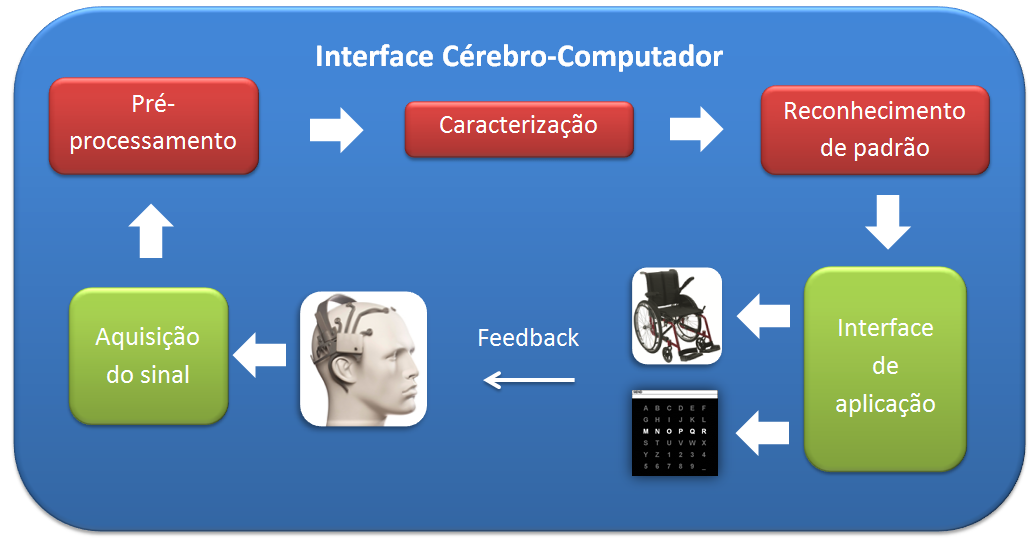 Interface Cérebro-Computador
Pré-
processamento
Caracterização
Reconhecimento
de padrão
Aquisição
do sinal
Feedback
Interface
de
aplicação
A B C D E F
G H I J K L
M N O P Q R
S T U V W X
Y Z 1 2 3 4
5 6 7 8 9 _